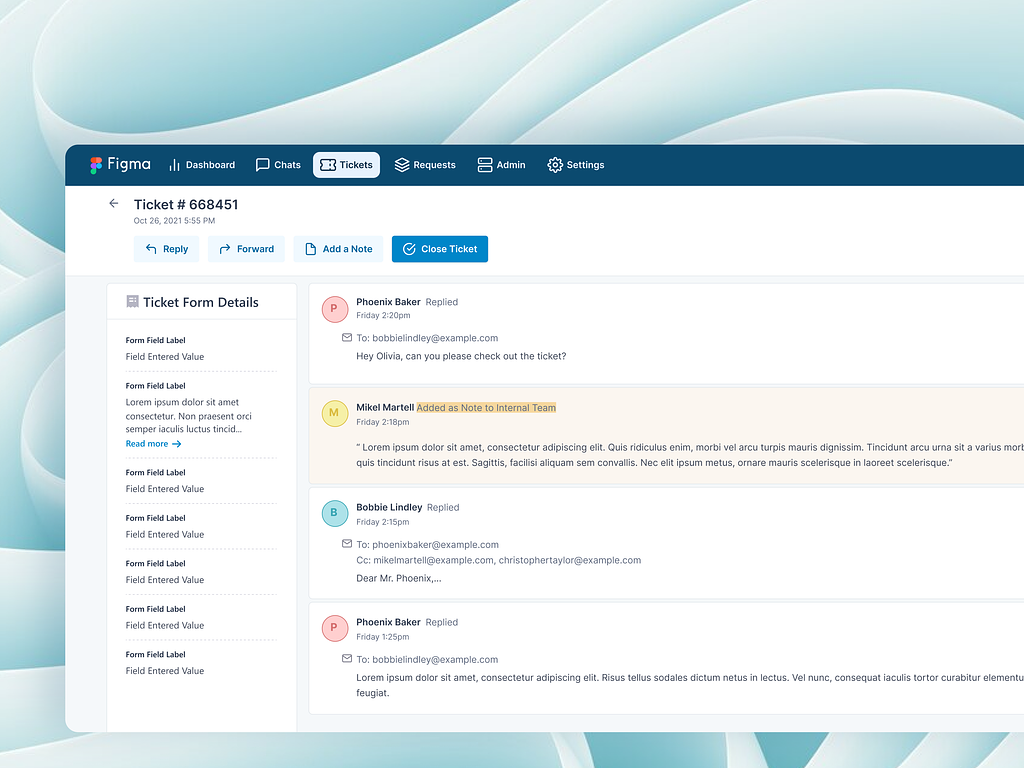 Figma
Dashboard
Chats
Tickets
Requests
Admin
Settings
Ticket # 668451
Oct 26, 2021 5:55 PM
Reply
Forward
Add a Note
Close Ticket
Ticket Form Details
Form Field Label
Field Entered Value
Form Field Label
Lorem ipsum dolor sit amet
consectetur. Non praesent orci
semper iaculis luctus tincid...
Read more
Form Field Label
Field Entered Value
Form Field Label
Field Entered Value
Form Field Label
Field Entered Value
Form Field Label
Field Entered Value
Form Field Label
Field Entered Value
P
Phoenix Baker Replied
Friday 2:20pm
To: bobbielindley@example.com
Hey Olivia, can you please check out the ticket?
M
Mikel Martell Added as Note to Internal Team
Friday 2:18pm
“ Lorem ipsum dolor sit amet, consectetur adipiscing elit. Quis ridiculus enim, morbi vel arcu turpis mauris dignissim. Tincidunt arcu urna sit a varius morb
quis tincidunt risus at est. Sagittis, facilisi aliquam sem convallis. Nec elit ipsum metus, ornare mauris scelerisque in laoreet scelerisque.”
B
Bobbie Lindley Replied
Friday 2:15pm
To: phoenixbaker@example.com
Cc: mikelmartell@example.com, christophertaylor@example.com
Dear Mr. Phoenix,...
P
Phoenix Baker Replied
Friday 1:25pm
To: bobbielindley@example.com
Lorem ipsum dolor sit amet, consectetur adipiscing elit. Risus tellus sodales dictum netus in lectus. Vel nunc, consequat iaculis tortor curabitur elementu
feugiat.